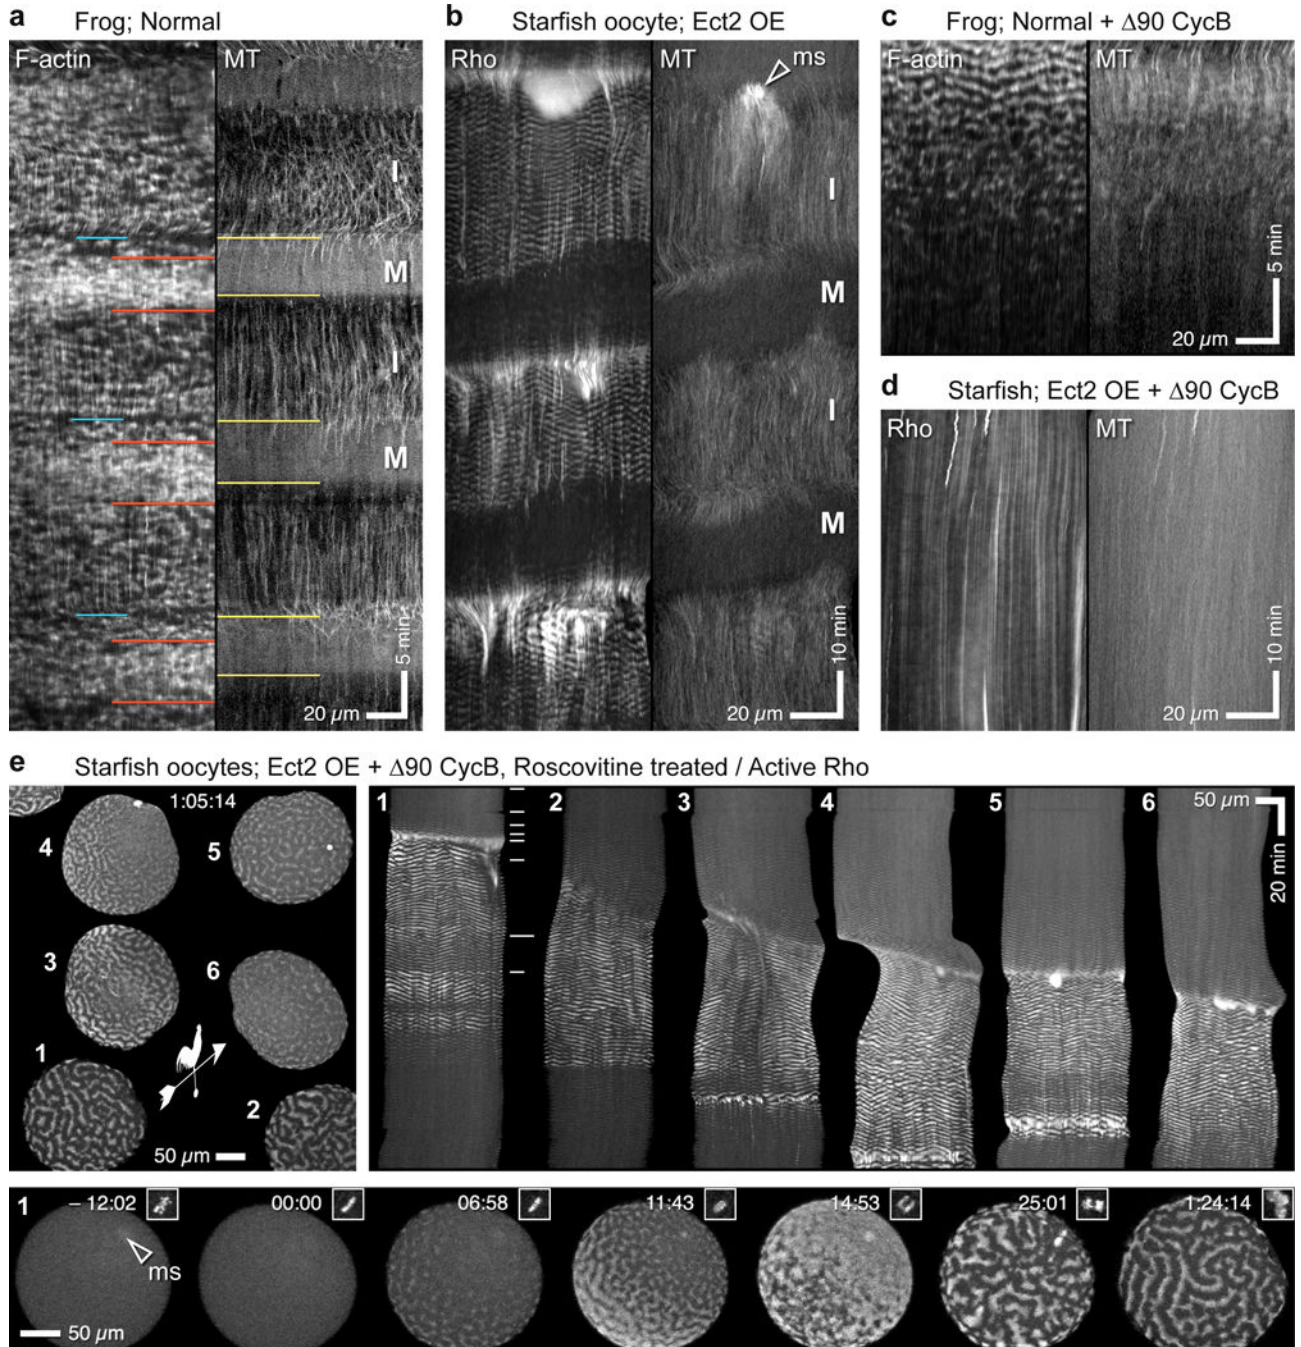 a Frog; Normal
F-actin MT
I
M
I
M
20 µm
5 min
b Starfish oocyte; Ect2 OE
Rho MT
ms
I
M
I
M
20 µm
10 min
c Frog; Normal + Δ90 CycB
F-actin MT
20 µm
5 min
d Starfish; Ect2 OE + Δ90 CycB
Rho MT
20 µm
10 min
e Starfish oocytes; Ect2 OE + Δ90 CycB, Roscovitine treated / Active Rho
1:05:14
4 5
3 6
1 2
50 µm
1 2 3 4 5 6
50 µm
20 min
1 – 12:02 00:00 06:58 11:43 14:53 25:01 1:24:14
ms
50 µm